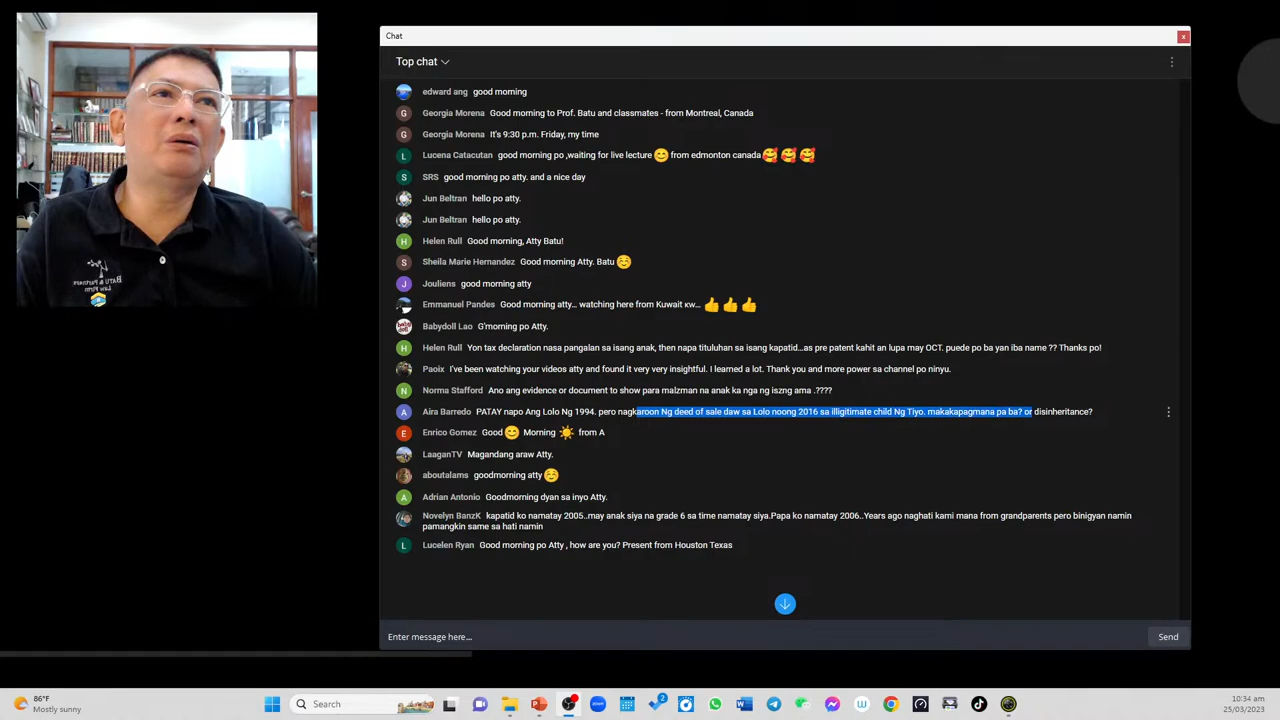 Chat
Top chat
edward ang good morning
Georgia Morena Good morning to Prof. Batu and classmates - from Montreal, Canada
G
Georgia Morena It's 9:30 p.m. Friday, my time
G
Lucena Catacutan good morning po ,waiting for live lecture 😊 from edmonton canada🥰 🥰 🥰
L
SRS good morning po atty. and a nice day
S
Jun Beltran hello po atty.
Jun Beltran hello po atty.
Helen Rull Good morning, Atty Batu!
H
Sheila Marie Hernandez Good morning Atty. Batu 😊
S
Jouliens good morning atty
J
Emmanuel Pandes Good morning atty... watching here from Kuwait ĸw... 👍 👍 👍
Babydoll Lao G'morning po Atty.
Helen Rull Yon tax declaration nasa pangalan sa isang anak, then napa tituluhan sa isang kapatid...as pre patent kahit an lupa may OCT. puede po ba yan iba name ?? Thanks po!
H
Paoix I've been watching your videos atty and found it very very insightful. I learned a lot. Thank you and more power sa channel po ninyu.
P
Norma Stafford Ano ang evidence or document to show para malzman na anak ka nga ng iszng ama .????
N
Aira Barredo PATAY napo Ang Lolo Ng 1994. pero nagkaroon Ng deed of sale daw sa Lolo noong 2016 sa illigitimate child Ng Tiyo. makakapagmana pa ba? or disinheritance?
A
Enrico Gomez Good 😊 Morning ☀ from A
E
LaaganTV Magandang araw Atty.
aboutalams goodmorning atty 😊
Adrian Antonio Goodmorning dyan sa inyo Atty.
A
Novelyn BanzK kapatid ko namatay 2005..may anak siya na grade 6 sa time namatay siya.Papa ko namatay 2006..Years ago naghati kami mana from grandparents pero binigyan namin
pamangkin same sa hati namin
Lucelen Ryan Good morning po Atty , how are you? Present from Houston Texas
L
Enter message here...
Send
86°F
Mostly sunny
Search
2
10:34 am
25/03/2023